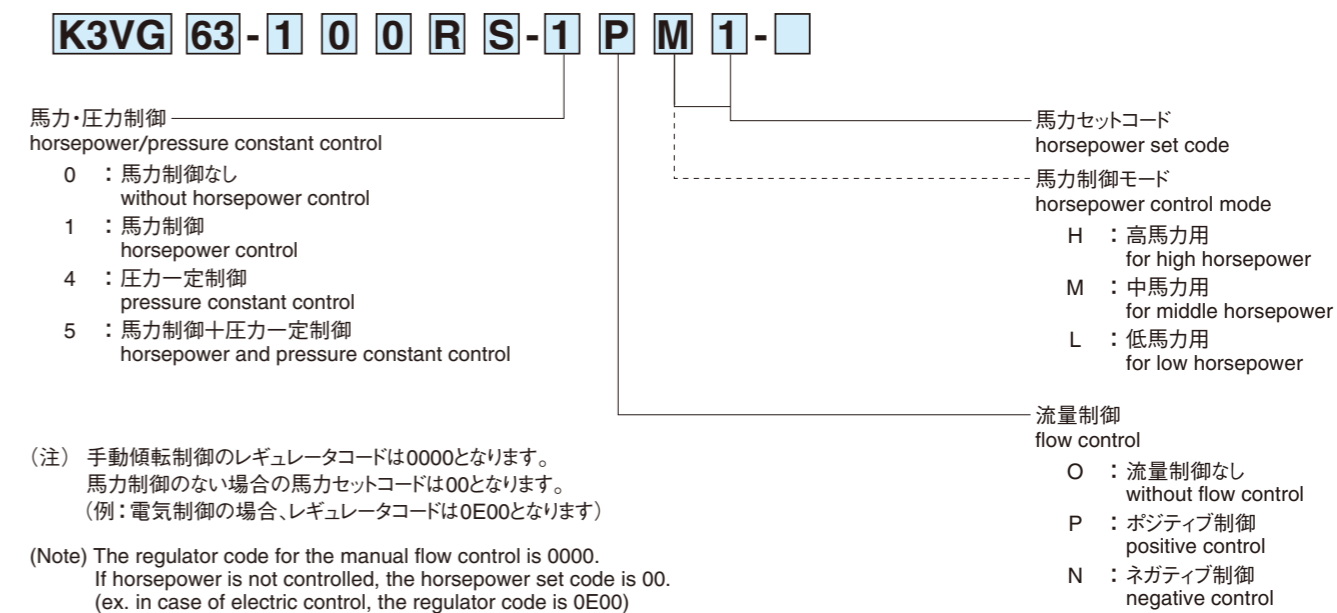 K3VG 63-1 0 0 R S-1 P M 1-
馬力・圧力制御
horsepower/pressure constant control
0 ：馬力制御なし
without horsepower control
1 ：馬力制御
horsepower control
4 ：圧力一定制御
pressure constant control
5 ：馬力制御＋圧力一定制御
horsepower and pressure constant control
馬力セットコード
horsepower set code
馬力制御モード
horsepower control mode
H ：高馬力用
for high horsepower
M ：中馬力用
for middle horsepower
L ：低馬力用
for low horsepower
流量制御
flow control
O ：流量制御なし
without flow control
P ：ポジティブ制御
positive control
N ：ネガティブ制御
negative control
（注） 手動傾転制御のレギュレータコードは0000となります。
馬力制御のない場合の馬力セットコードは00となります。
（例：電気制御の場合、レギュレータコードは0E00となります）
(Note) The regulator code for the manual flow control is 0000.
If horsepower is not controlled, the horsepower set code is 00.
(ex. in case of electric control, the regulator code is 0E00)